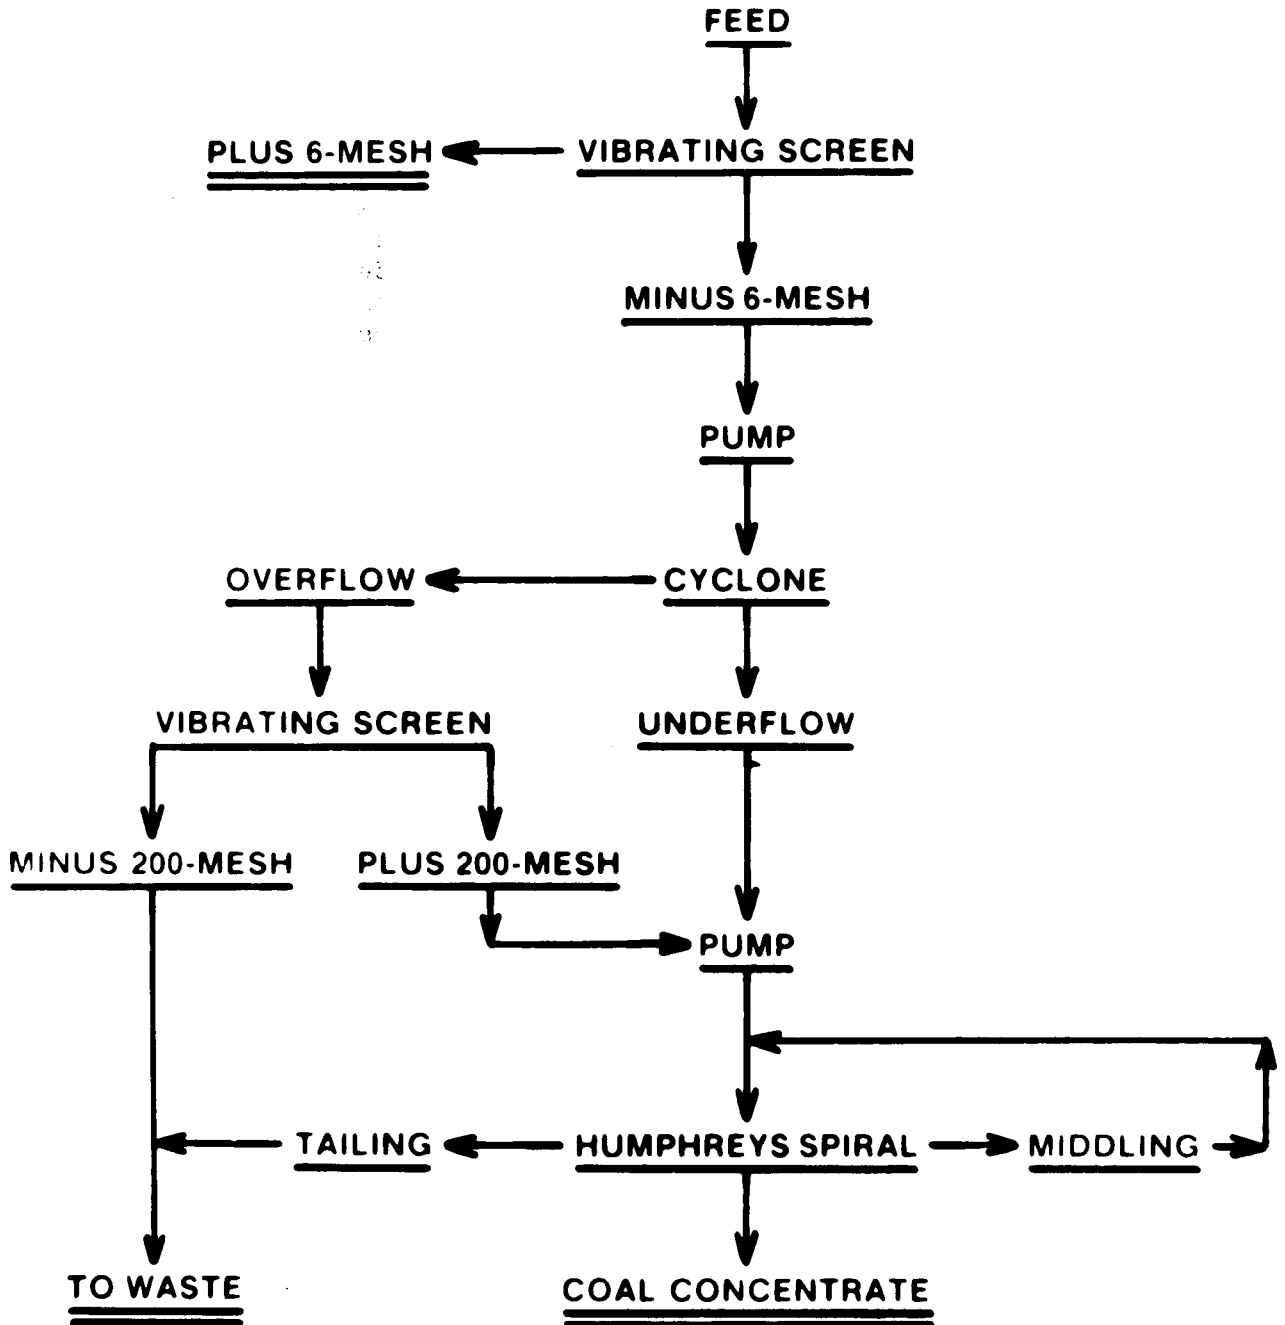 FEED
PLUS 6-MESH
VIBRATING SCREEN
MINUS 6-MESH
PUMP
OVERFLOW
CYCLONE
VIBRATING SCREEN
UNDERFLOW
MINUS 200-MESH
PLUS 200-MESH
PUMP
TAILING
HUMPHREYS SPIRAL
MIDDLING
TO WASTE
COAL CONCENTRATE